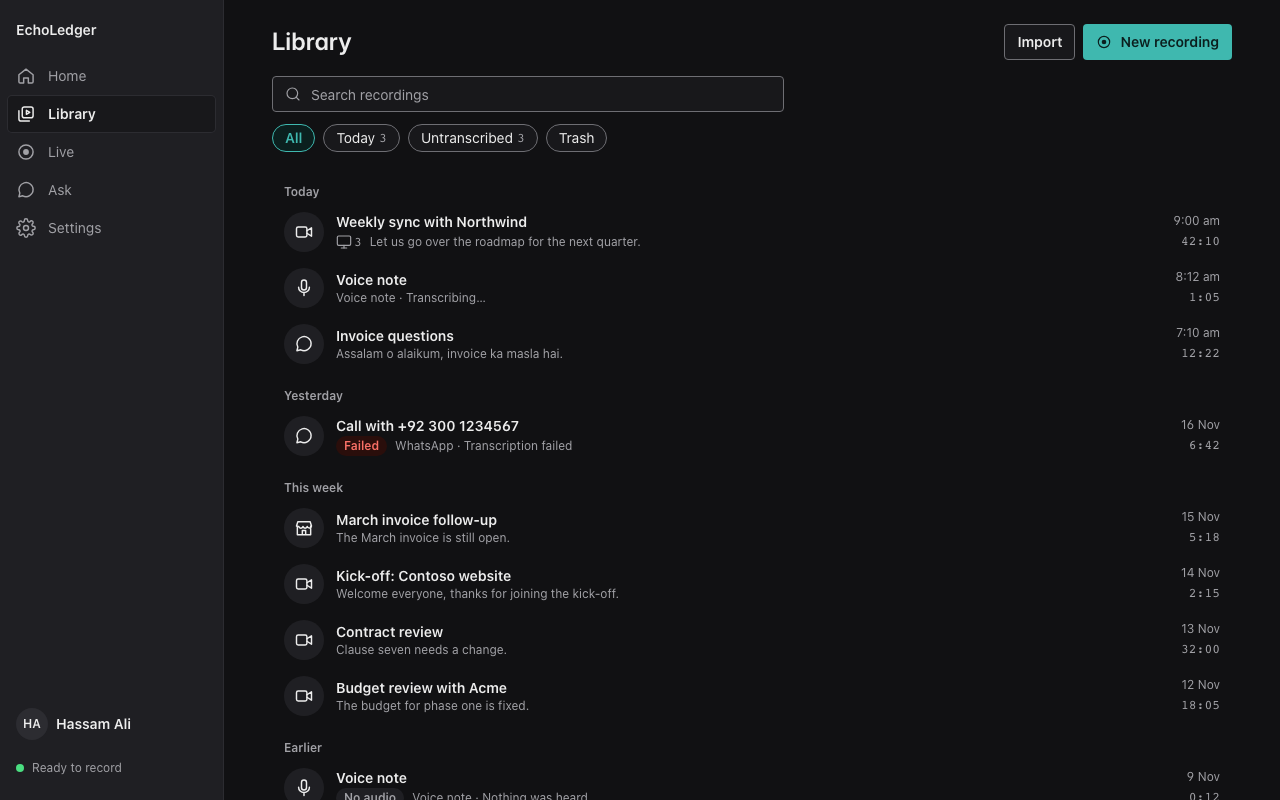 EchoLedger
Home
Library
Live
Ask
Settings
HA Hassam Ali
Ready to record
Library
Import
New recording
Search recordings
All
Today 3
Untranscribed 3
Trash
Today
Weekly sync with Northwind
9:00 am
3 Let us go over the roadmap for the next quarter.
42:10
Voice note
8:12 am
Voice note · Transcribing…
1:05
Invoice questions
7:10 am
Assalam o alaikum, invoice ka masla hai.
12:22
Yesterday
Call with +92 300 1234567
16 Nov
Failed WhatsApp · Transcription failed
6:42
This week
March invoice follow-up
15 Nov
The March invoice is still open.
5:18
Kick-off: Contoso website
14 Nov
Welcome everyone, thanks for joining the kick-off.
2:15
Contract review
13 Nov
Clause seven needs a change.
32:00
Budget review with Acme
12 Nov
The budget for phase one is fixed.
18:05
Earlier
Voice note
9 Nov
No audio Voice note · Nothing was heard
0:12